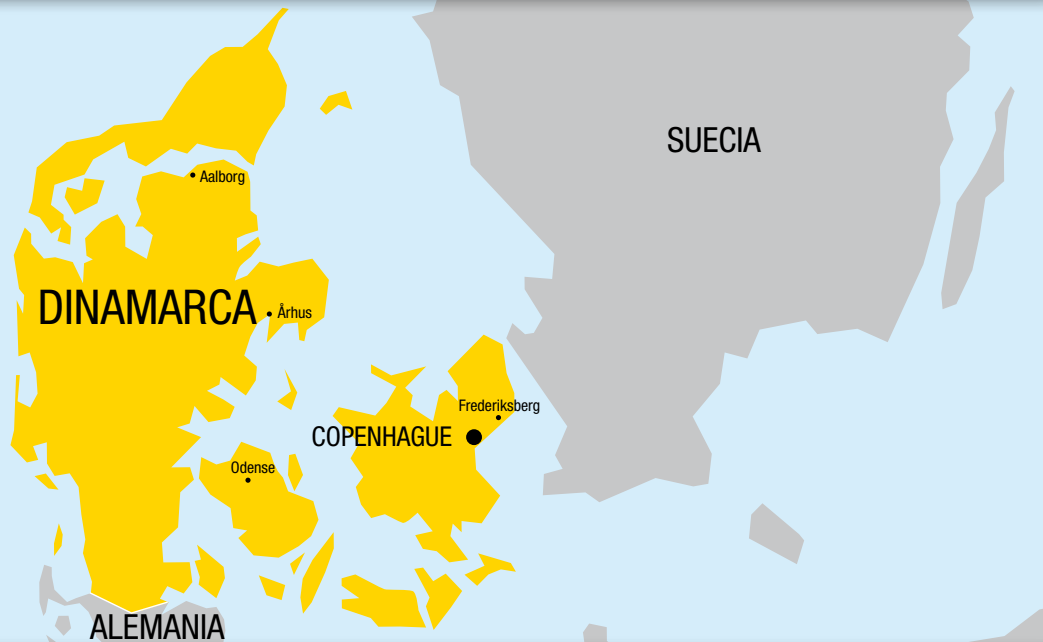 SUECIA
Aalborg
DINAMARCA
Århus
Frederiksberg
COPENHAGUE
Odense
ALEMANIA